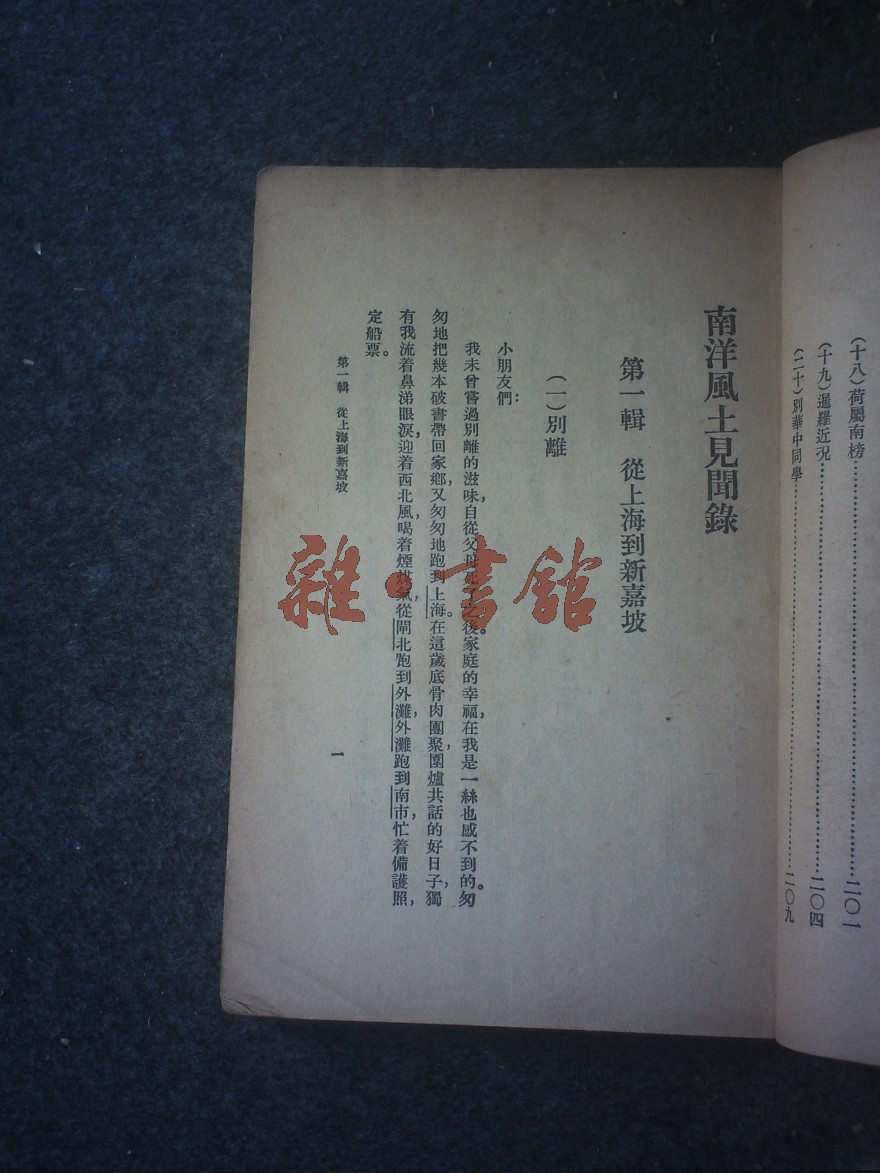 (十八)荷屬南榜……二〇一
(十九)暹羅近況……二〇四
(二十)別華中同學……二〇九
南洋風土見聞錄
第一輯 從上海到新嘉坡
(一)別離
小朋友們:
我未曾嘗過別離的滋味,自從父母死了之後。家庭的幸福,在我是一絲也感不到的。匆
匆地把幾本破書帶回家鄉,又匆匆地跑到上海。在這歲底骨肉團聚,圍爐共話的好日子,獨
有我流着鼻涕眼淚,迎着西北風,喝着煙煤氣,從閘北跑到外灘,外灘跑到南市,忙着備護照,
定船票。
第一輯 從上海到新嘉坡
一
雜·書館